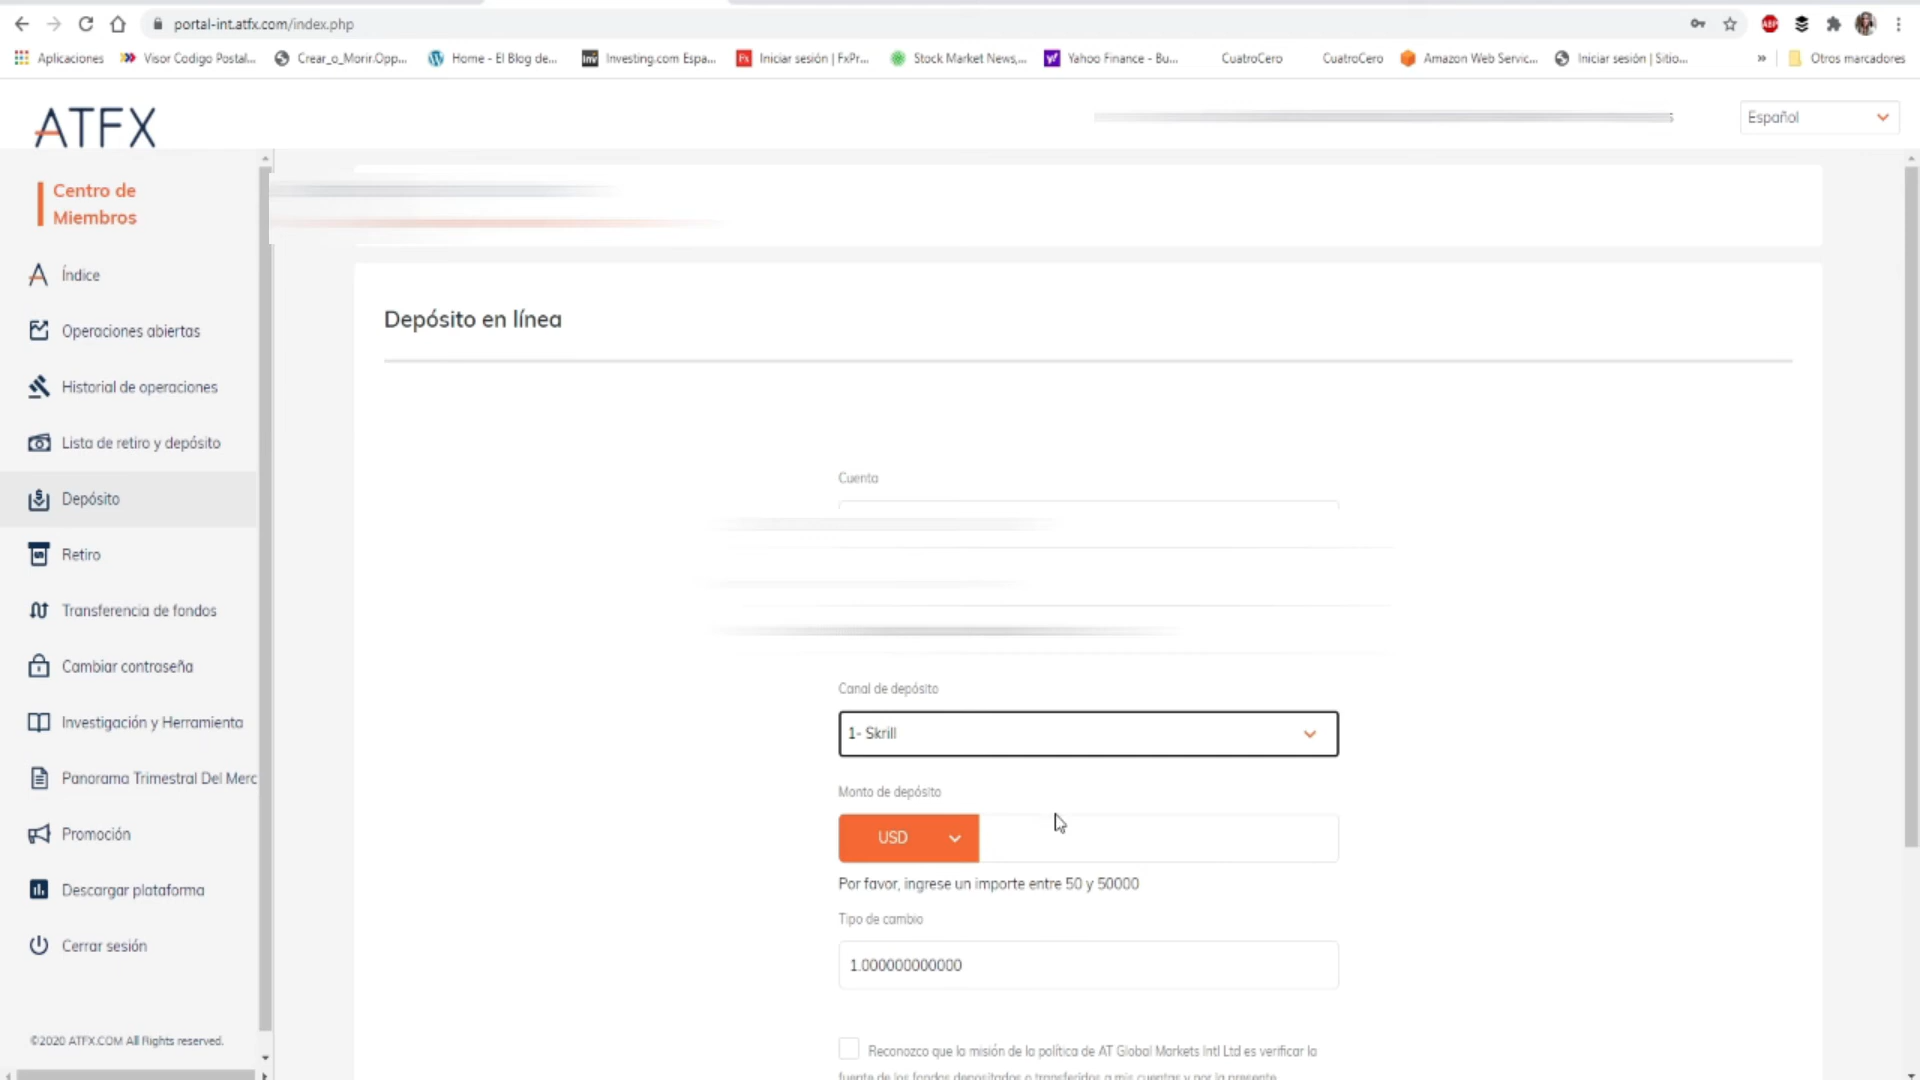 portal-int.atfx.com/index.php
Aplicaciones
Visor Codigo Postal...
Crear_o_Morir.Opp...
Home - El Blog de...
Investing.com Espa...
Iniciar sesión | FxPr...
Stock Market News,...
Yahoo Finance - Bu...
CuatroCero
CuatroCero
Amazon Web Servic...
Iniciar sesión | Sitio...
»
Otros marcadores
ATFX
Español
Centro de
Miembros
Índice
Operaciones abiertas
Historial de operaciones
Lista de retiro y depósito
Depósito
Retiro
Transferencia de fondos
Cambiar contraseña
Investigación y Herramienta
Panorama Trimestral Del Merc
Promoción
Descargar plataforma
Cerrar sesión
©2020 ATFX.COM All Rights reserved.
Depósito en línea
Cuenta
Canal de depósito
1- Skrill
Monto de depósito
USD
Por favor, ingrese un importe entre 50 y 50000
Tipo de cambio
1.000000000000
Reconozco que la misión de la política de AT Global Markets Intl Ltd es verificar la
fuente de los fondos depositados o transferidos a mis cuentas y por la presente